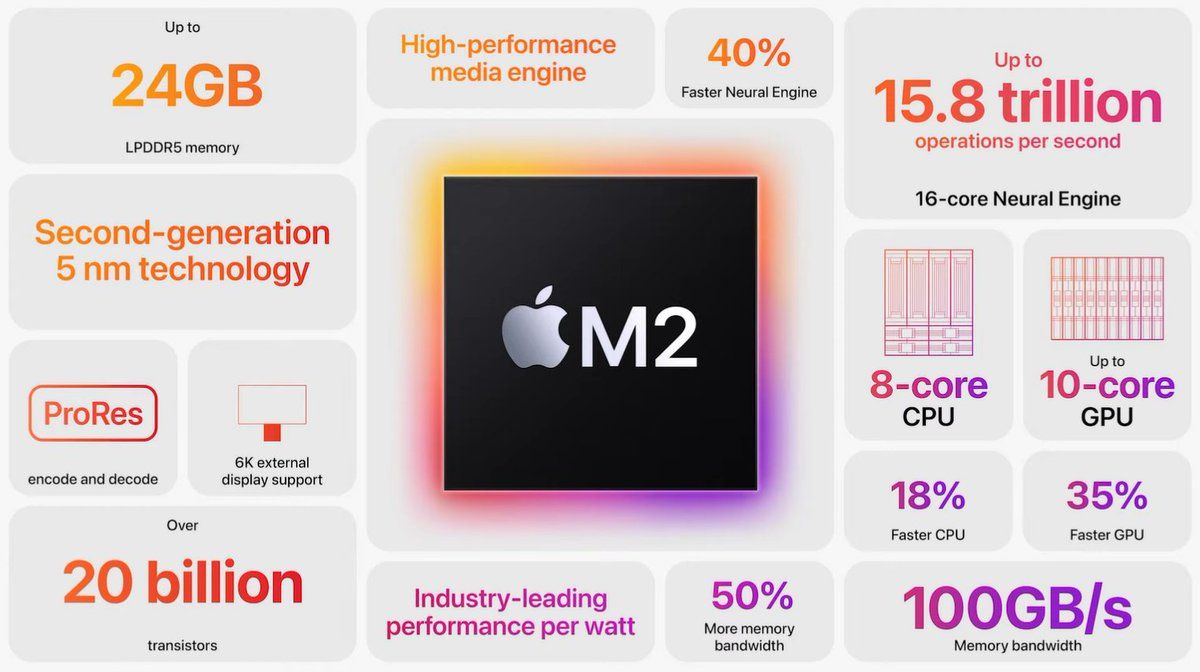 Up to
24GB
LPDDR5 memory
Second-generation
5 nm technology
ProRes
encode and decode
6K external
display support
Over
20 billion
transistors
High-performance
media engine
40%
Faster Neural Engine
M2
Industry-leading
performance per watt
50%
More memory
bandwidth
Up to
15.8 trillion
operations per second
16-core Neural Engine
8-core
CPU
Up to
10-core
GPU
18%
Faster CPU
35%
Faster GPU
100GB/s
Memory bandwidth